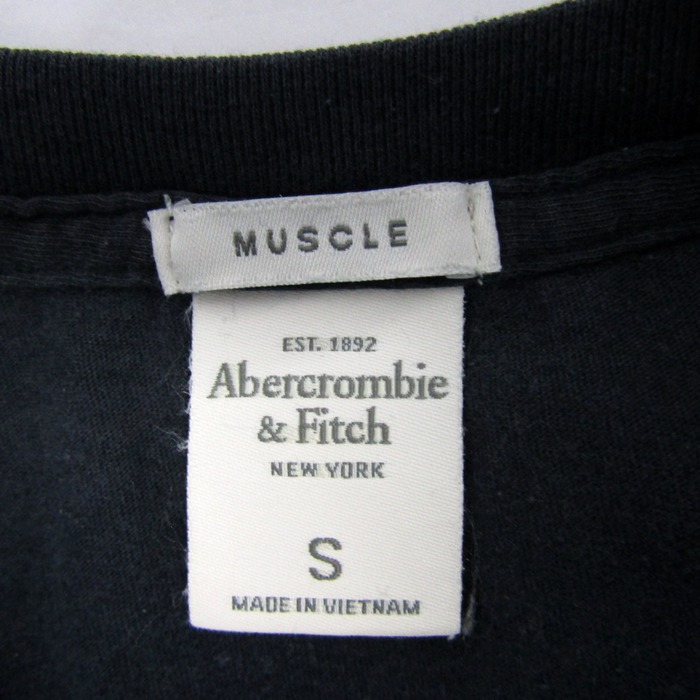 MUSCLE
EST. 1892
Abercrombie
& Fitch
NEW YORK
S
MADE IN VIETNAM